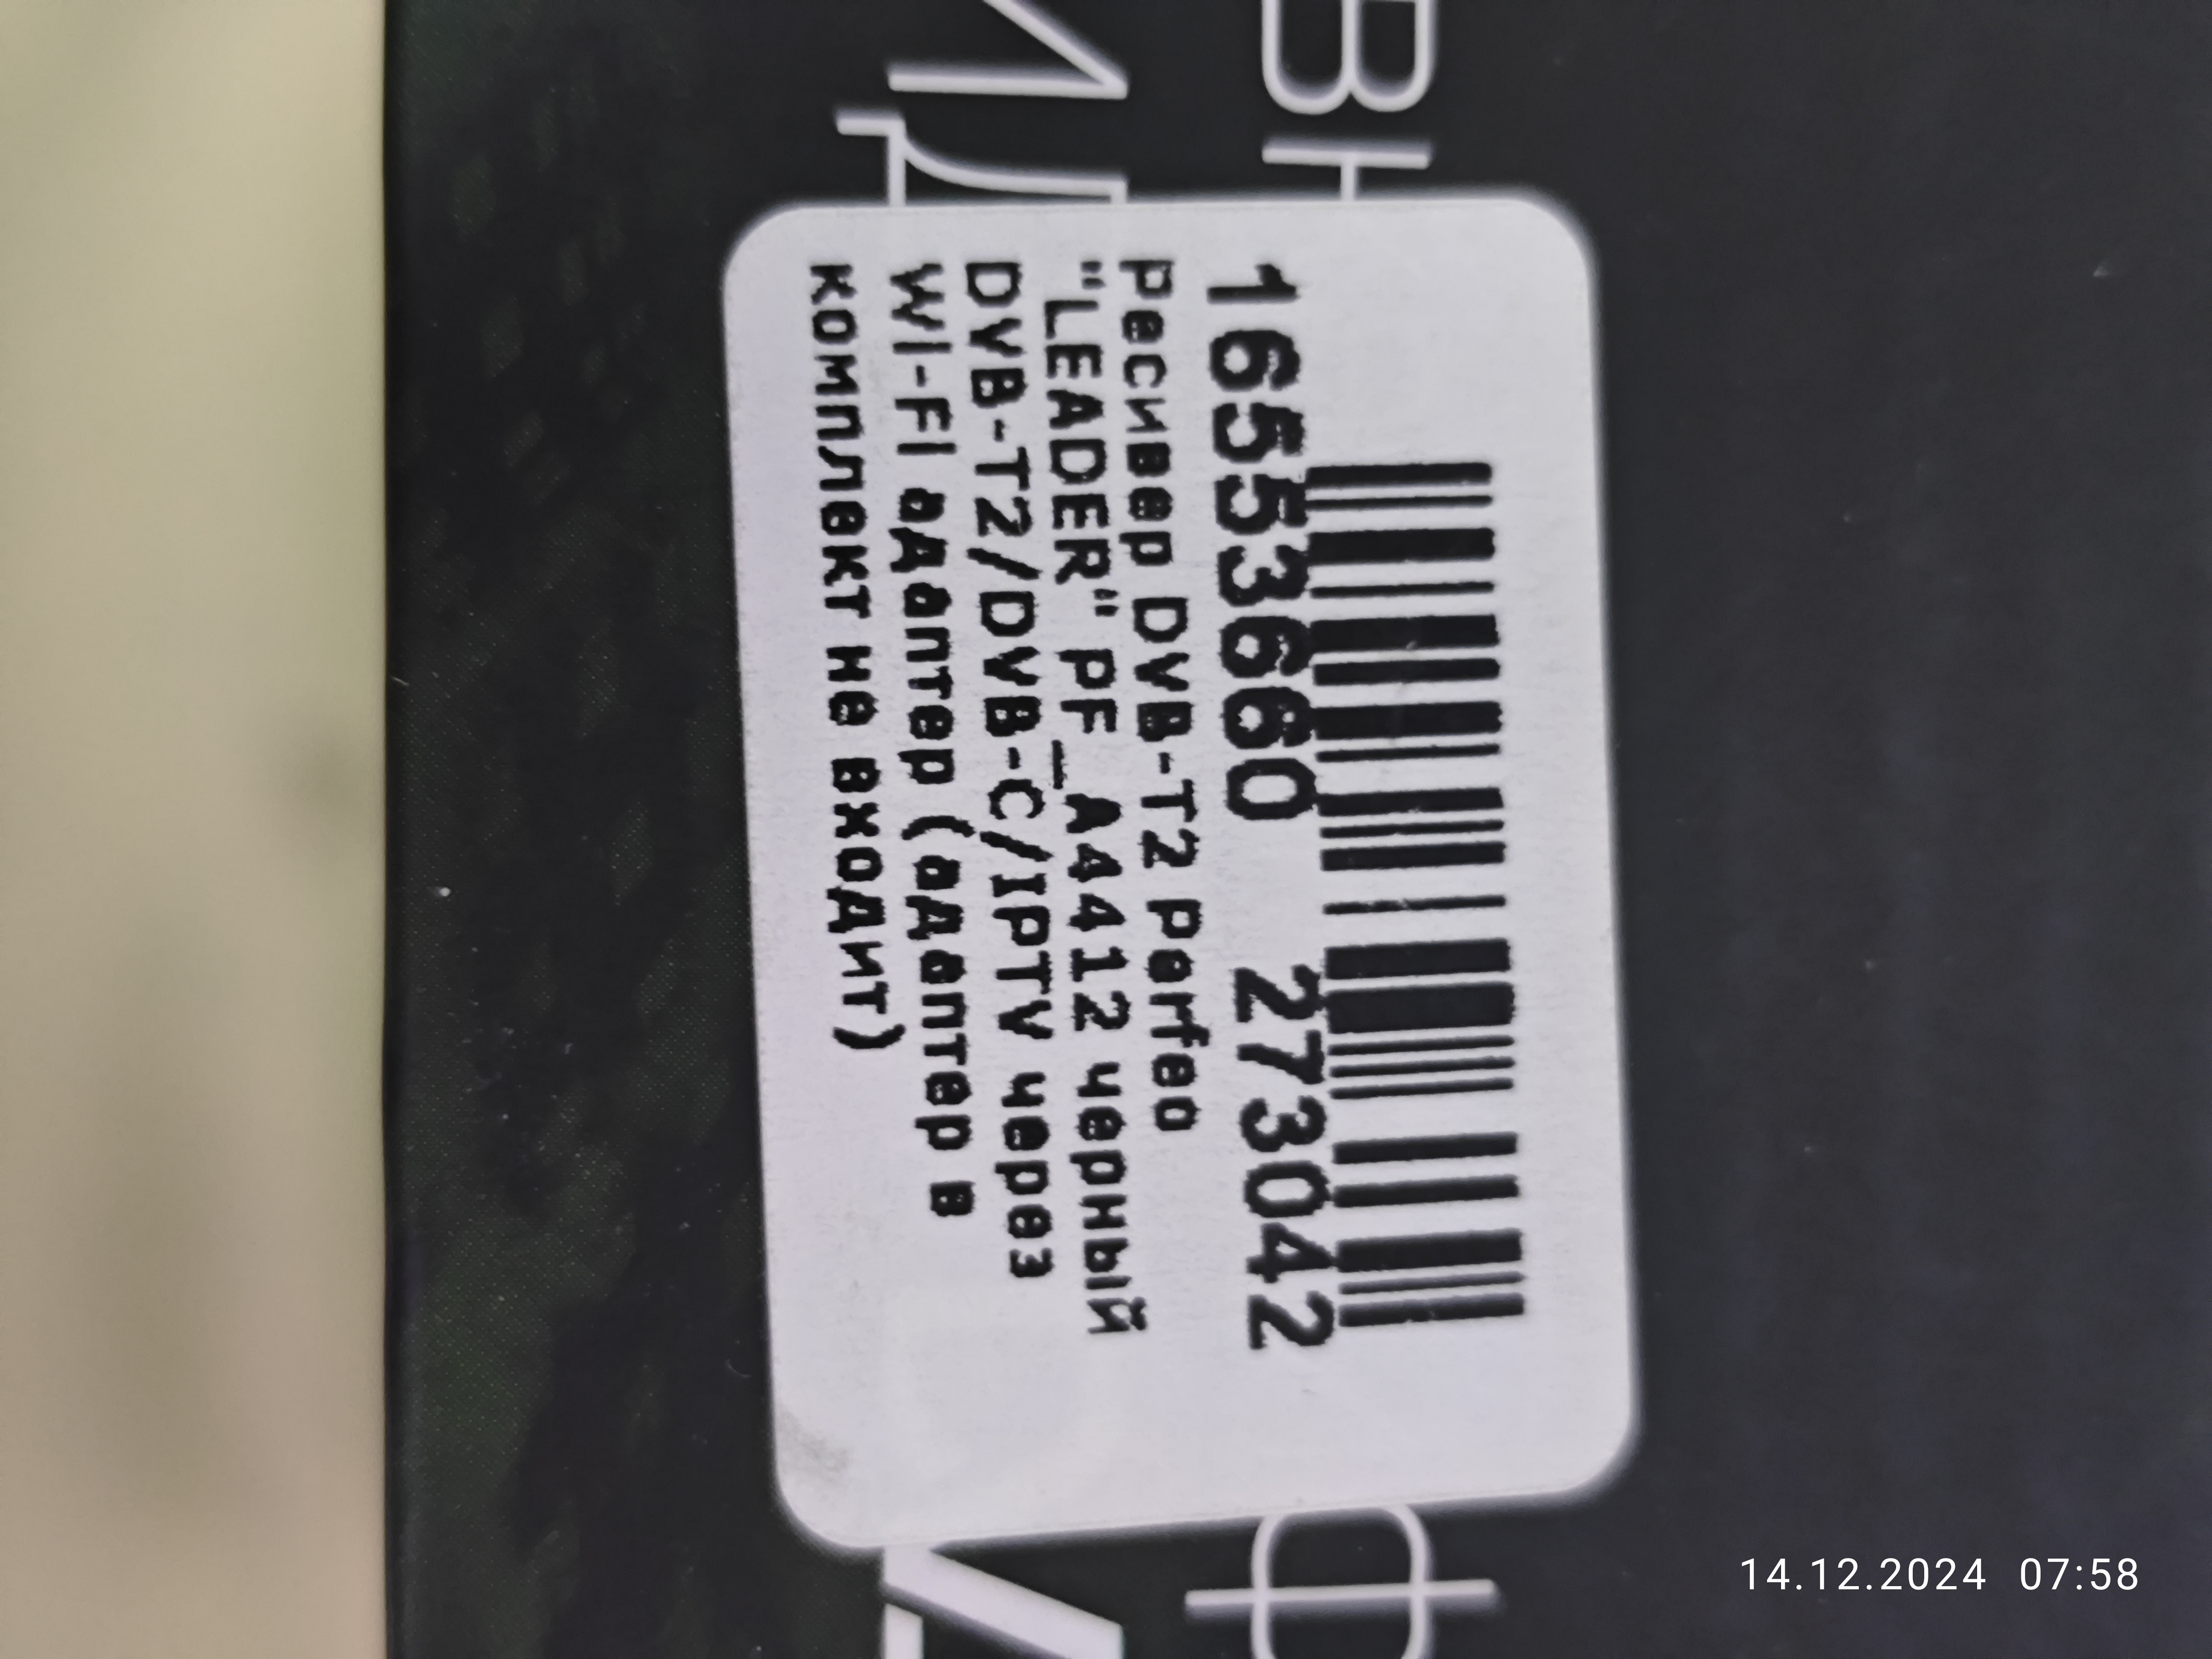 16553660 273042
Ресивер DVB-T2 Perfeo
"LEADER" PF_A4412 черный
DVB-T2/DVB-C/IPTV через
WI-FI адаптер (адаптер в
комплект не входит)
14.12.2024 07:58